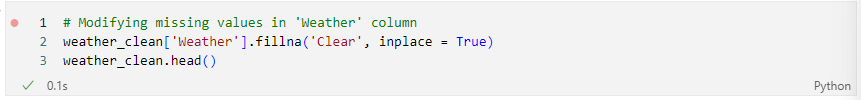 1 # Modifying missing values in 'Weather' column
2 weather_clean['Weather'].fillna('Clear', inplace = True)
3 weather_clean.head()
0.1s Python